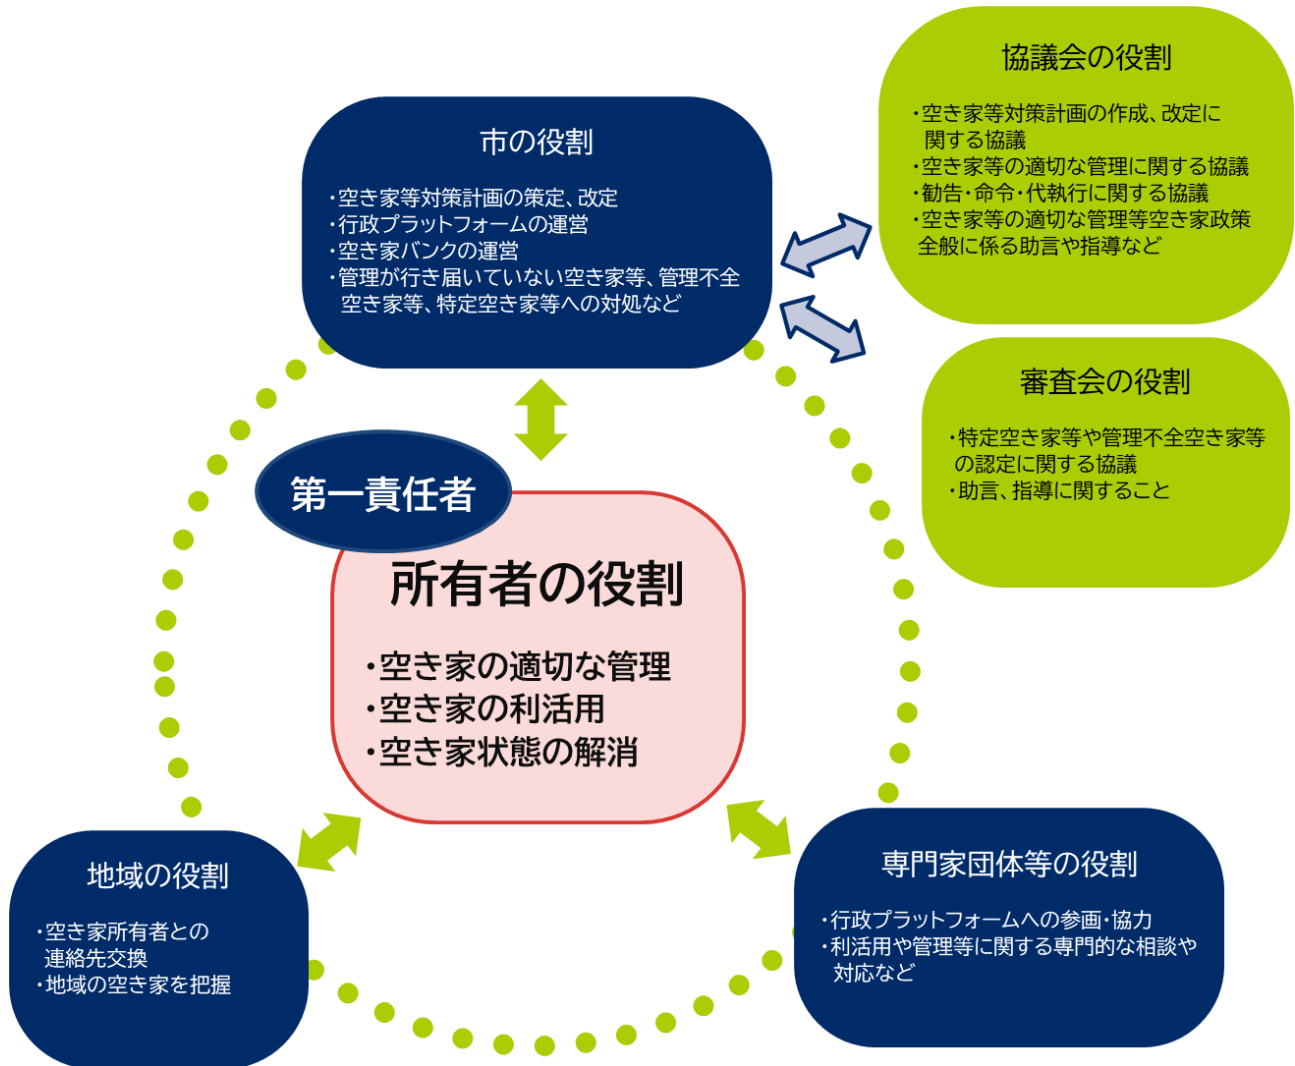 協議会の役割
・空き家等対策計画の作成、改定に
関する協議
・空き家等の適切な管理に関する協議
・勧告・命令・代執行に関する協議
・空き家等の適切な管理等空き家政策
全般に係る助言や指導など
市の役割
・空き家等対策計画の策定、改定
・行政プラットフォームの運営
・空き家バンクの運営
・管理が行き届いていない空き家等、管理不全
空き家等、特定空き家等への対処など
審査会の役割
・特定空き家等や管理不全空き家等
の認定に関する協議
・助言、指導に関すること
第一責任者
所有者の役割
・空き家の適切な管理
・空き家の利活用
・空き家状態の解消
地域の役割
・空き家所有者との
連絡先交換
・地域の空き家を把握
専門家団体等の役割
・行政プラットフォームへの参画・協力
・利活用や管理等に関する専門的な相談や
対応など